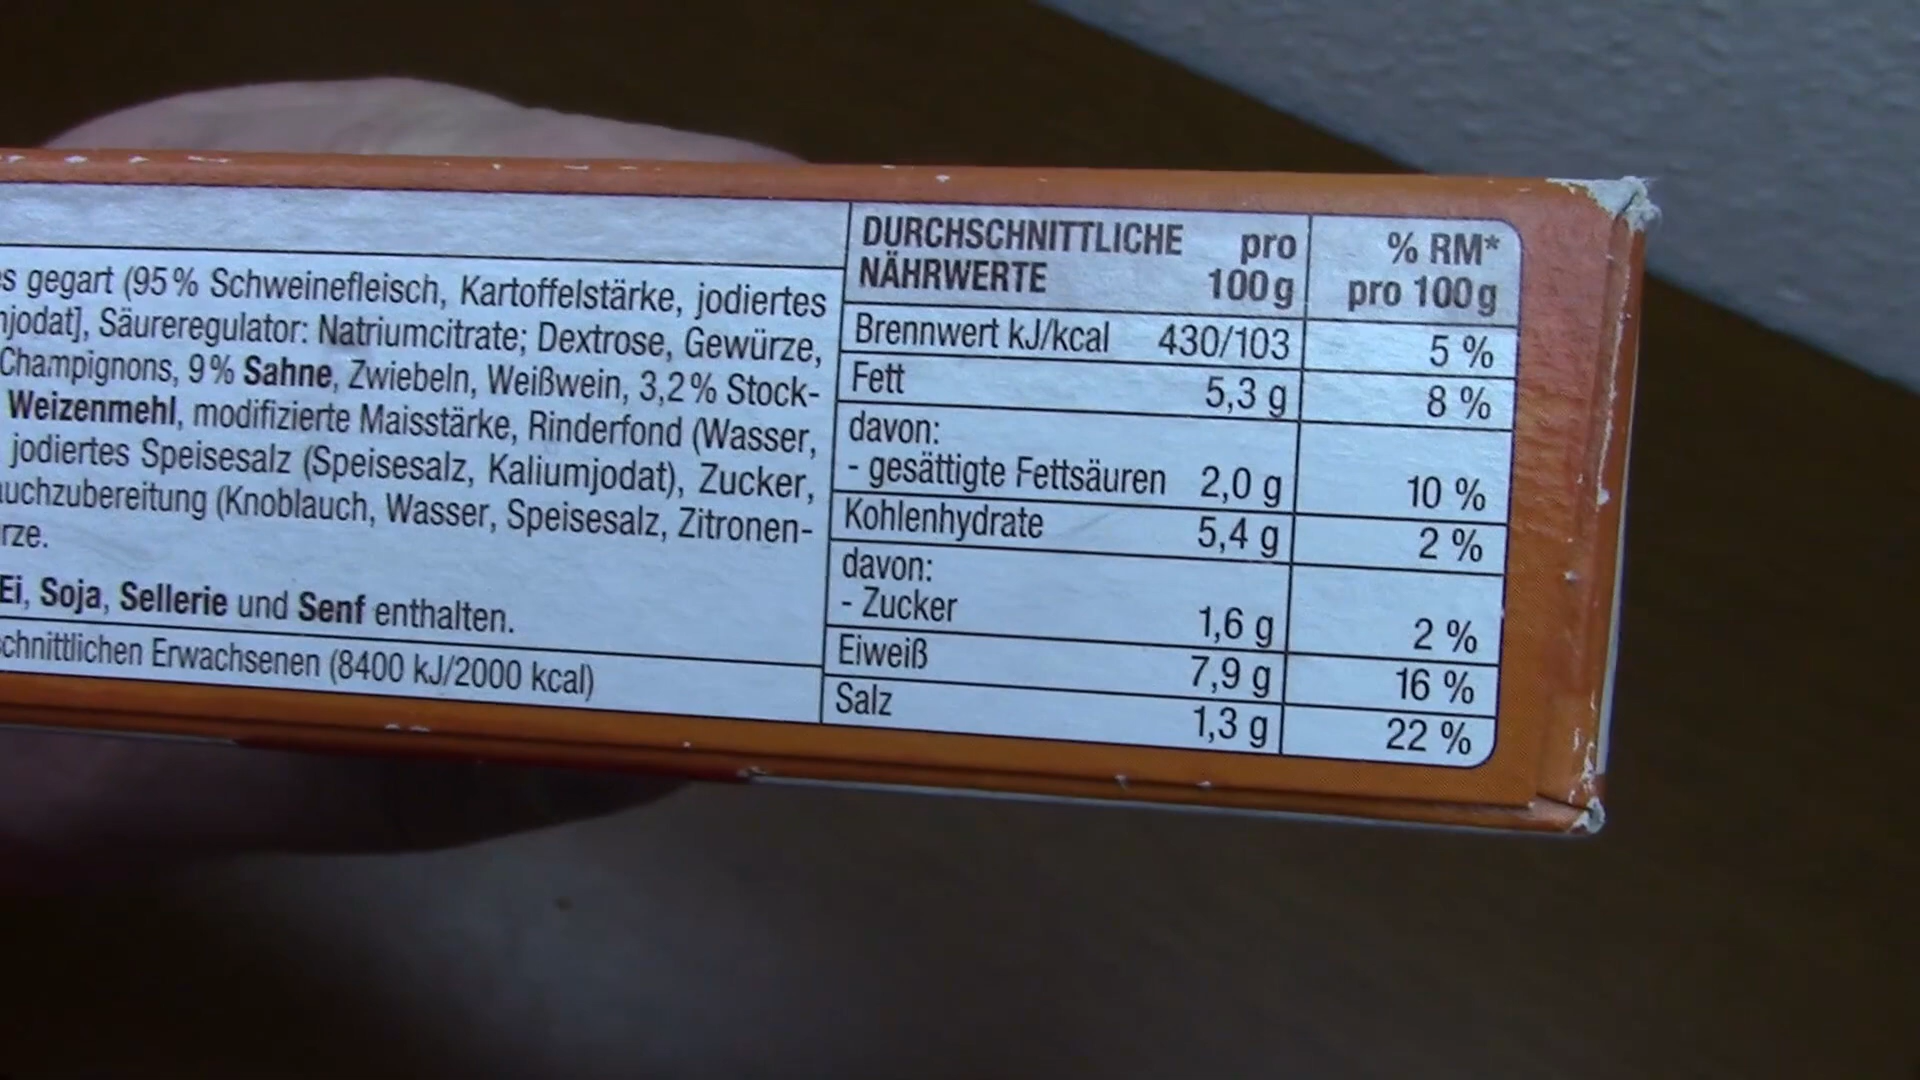 gegart (95% Schweinefleisch, Kartoffelstärke, jodiertes
Säureregulator: Natriumcitrate; Dextrose, Gewürze,
Champignons, 9% Sahne, Zwiebeln, Weißwein, 3,2% Stock-
Weizenmehl, modifizierte Maisstärke, Rinderfond (Wasser,
jodiertes Speisesalz (Speisesalz, Kaliumjodat), Zucker,
(Knoblauch, Wasser, Speisesalz, Zitronen-
Ei, Soja, Sellerie und Senf enthalten.
Erwachsenen (8400 kJ/2000 kcal)
DURCHSCHNITTLICHE NÄHRWERTE pro 100g % RM* pro 100g
Brennwert kJ/kcal 430/103 5 %
Fett 5,3 g 8 %
davon:
- gesättigte Fettsäuren 2,0 g 10 %
Kohlenhydrate 5,4 g 2 %
davon:
- Zucker 1,6 g 2 %
Eiweiß 7,9 g 16 %
Salz 1,3 g 22 %